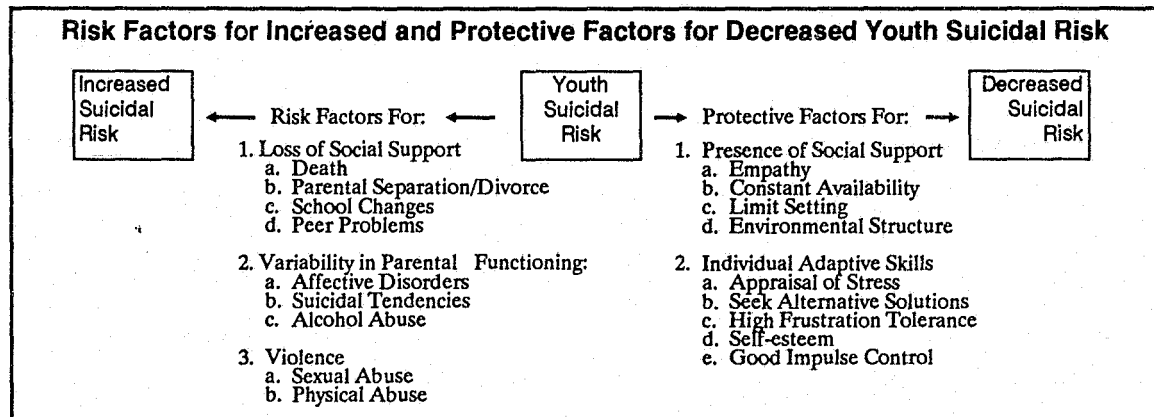 Risk Factors for Increased and Protective Factors for Decreased Youth Suicidal Risk
Increased
Suicidal
Risk
Risk Factors For:
Youth
Suicidal
Risk
Protective Factors For:
Decreased
Suicidal
Risk
1. Loss of Social Support
a. Death
b. Parental Separation/Divorce
c. School Changes
d. Peer Problems
2. Variability in Parental Functioning:
a. Affective Disorders
b. Suicidal Tendencies
c. Alcohol Abuse
3. Violence
a. Sexual Abuse
b. Physical Abuse
1. Presence of Social Support
a. Empathy
b. Constant Availability
c. Limit Setting
d. Environmental Structure
2. Individual Adaptive Skills
a. Appraisal of Stress
b. Seek Alternative Solutions
c. High Frustration Tolerance
d. Self-esteem
e. Good Impulse Control